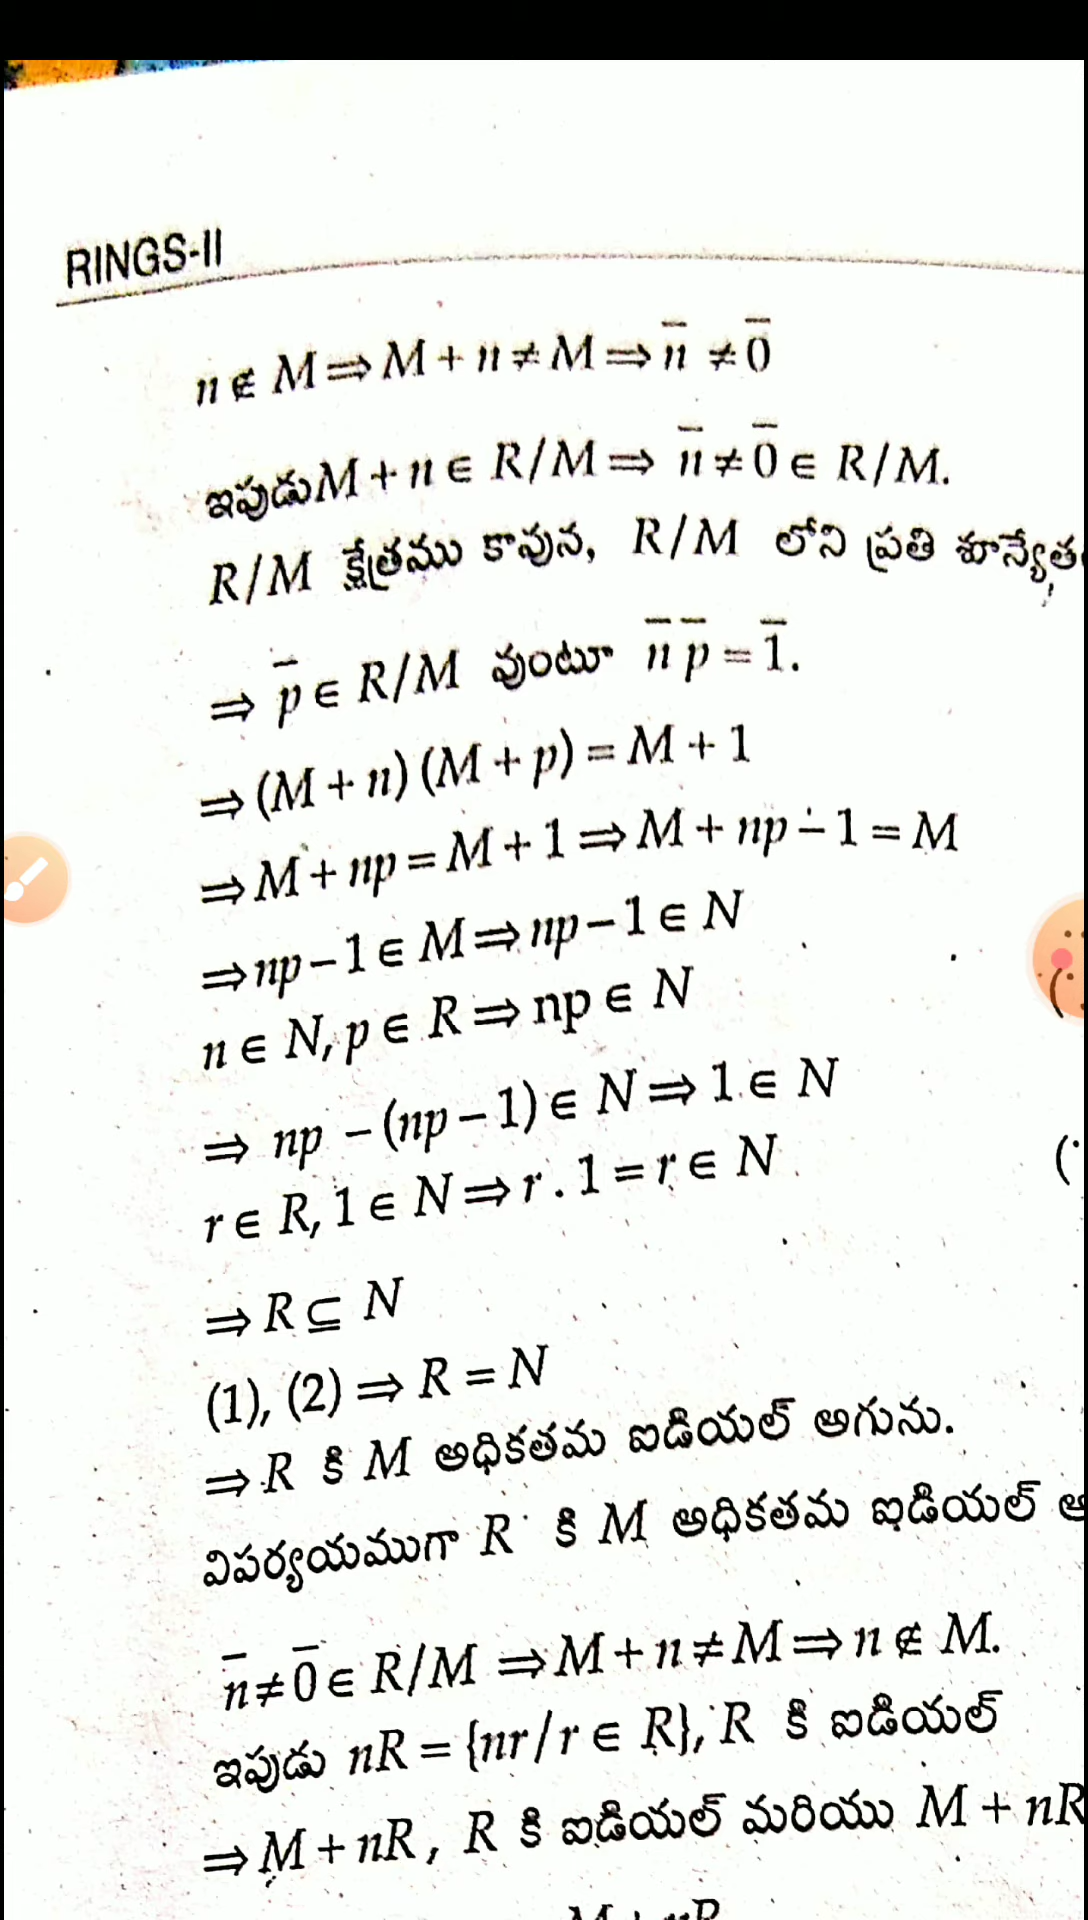 RINGS-II
n ∉ M ⇒ M + n ≠ M ⇒ n̄ ≠ 0̄
ఇపుడు M + n ∈ R/M ⇒ n̄ ≠ 0̄ ∈ R/M.
R/M క్షేత్రము కావున, R/M లోని ప్రతి శూన్యేత
⇒ p̄ ∈ R/M వుంటూ n̄ p̄ = 1̄.
⇒ (M + n) (M + p) = M + 1
⇒ M + np = M + 1 ⇒ M + np − 1 = M
⇒ np − 1 ∈ M ⇒ np − 1 ∈ N
n ∈ N, p ∈ R ⇒ np ∈ N
⇒ np − (np − 1) ∈ N ⇒ 1 ∈ N
r ∈ R, 1 ∈ N ⇒ r . 1 = r ∈ N
⇒ R ⊆ N
(1), (2) ⇒ R = N
⇒ R కి M అధికతమ ఐడియల్ అగును.
విపర్యయముగా R కి M అధికతమ ఐడియల్ అ
n̄ ≠ 0̄ ∈ R/M ⇒ M + n ≠ M ⇒ n ∉ M.
ఇపుడు nR = {nr/r ∈ R}, R కి ఐడియల్
⇒ M + nR, R కి ఐడియల్ మరియు M + nR